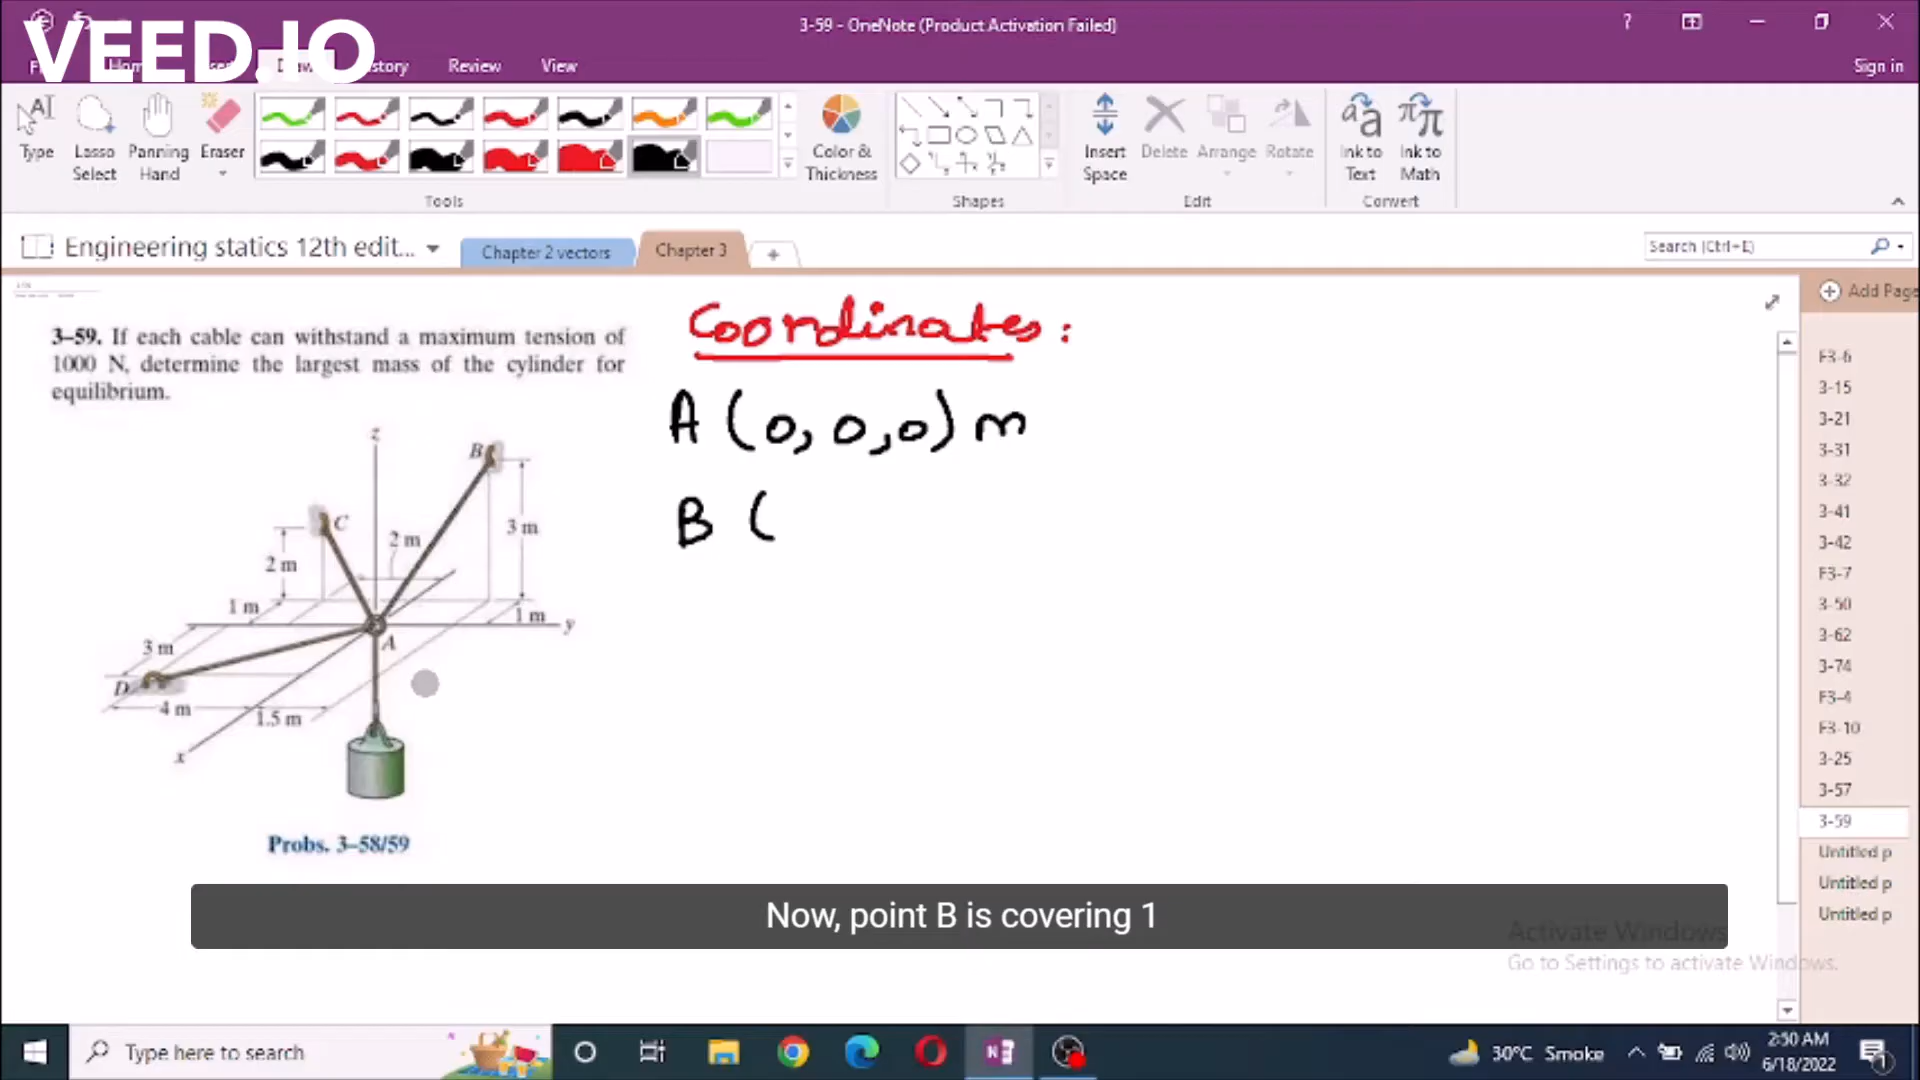 3-59 - OneNote (Product Activation Failed)
?
VEED.IO
Review
View
Sign in
Type
Lasso Select
Panning Hand
Eraser
Color & Thickness
Insert Space
Delete
Arrange
Rotate
Ink to Text
Ink to Math
Tools
Shapes
Edit
Convert
Engineering statics 12th edit...
Chapter 2 vectors
Chapter 3
+
Search (Ctrl+E)
Add Page
3–59. If each cable can withstand a maximum tension of
1000 N, determine the largest mass of the cylinder for
equilibrium.
Coordinates:
A (0, 0, 0) m
B (
z
B
C
2 m
3 m
2 m
1 m
1 m
y
3 m
A
D
4 m
1.5 m
x
Probs. 3–58/59
F3-6
3-15
3-21
3-31
3-32
3-41
3-42
F3-7
3-50
3-62
3-74
F3-4
F3-10
3-25
3-57
3-59
Untitled p
Untitled p
Untitled p
Now, point B is covering 1
Activate Windows
Go to Settings to activate Windows.
Type here to search
30°C Smoke
2:50 AM
6/18/2022
1